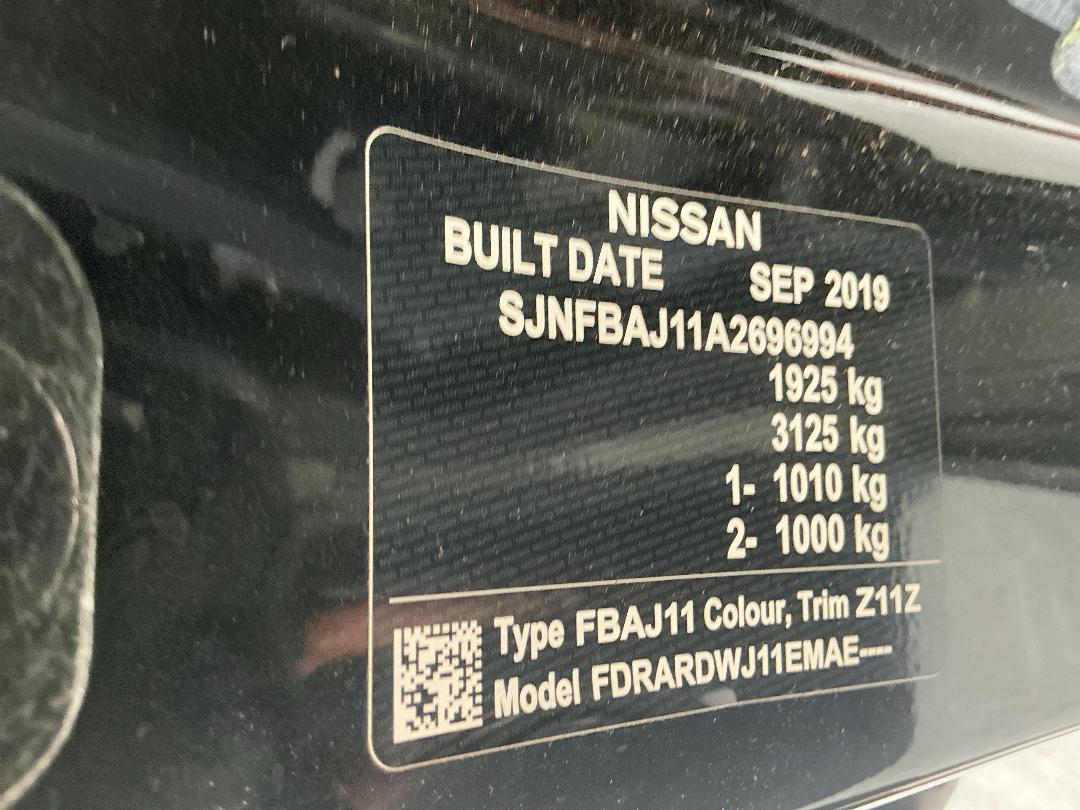 NISSAN
BUILT DATE SEP 2019
SJNFBAJ11A2696994
1925 kg
3125 kg
1- 1010 kg
2- 1000 kg
Type FBAJ11 Colour, Trim Z11Z
Model FDRARDWJ11EMAE----